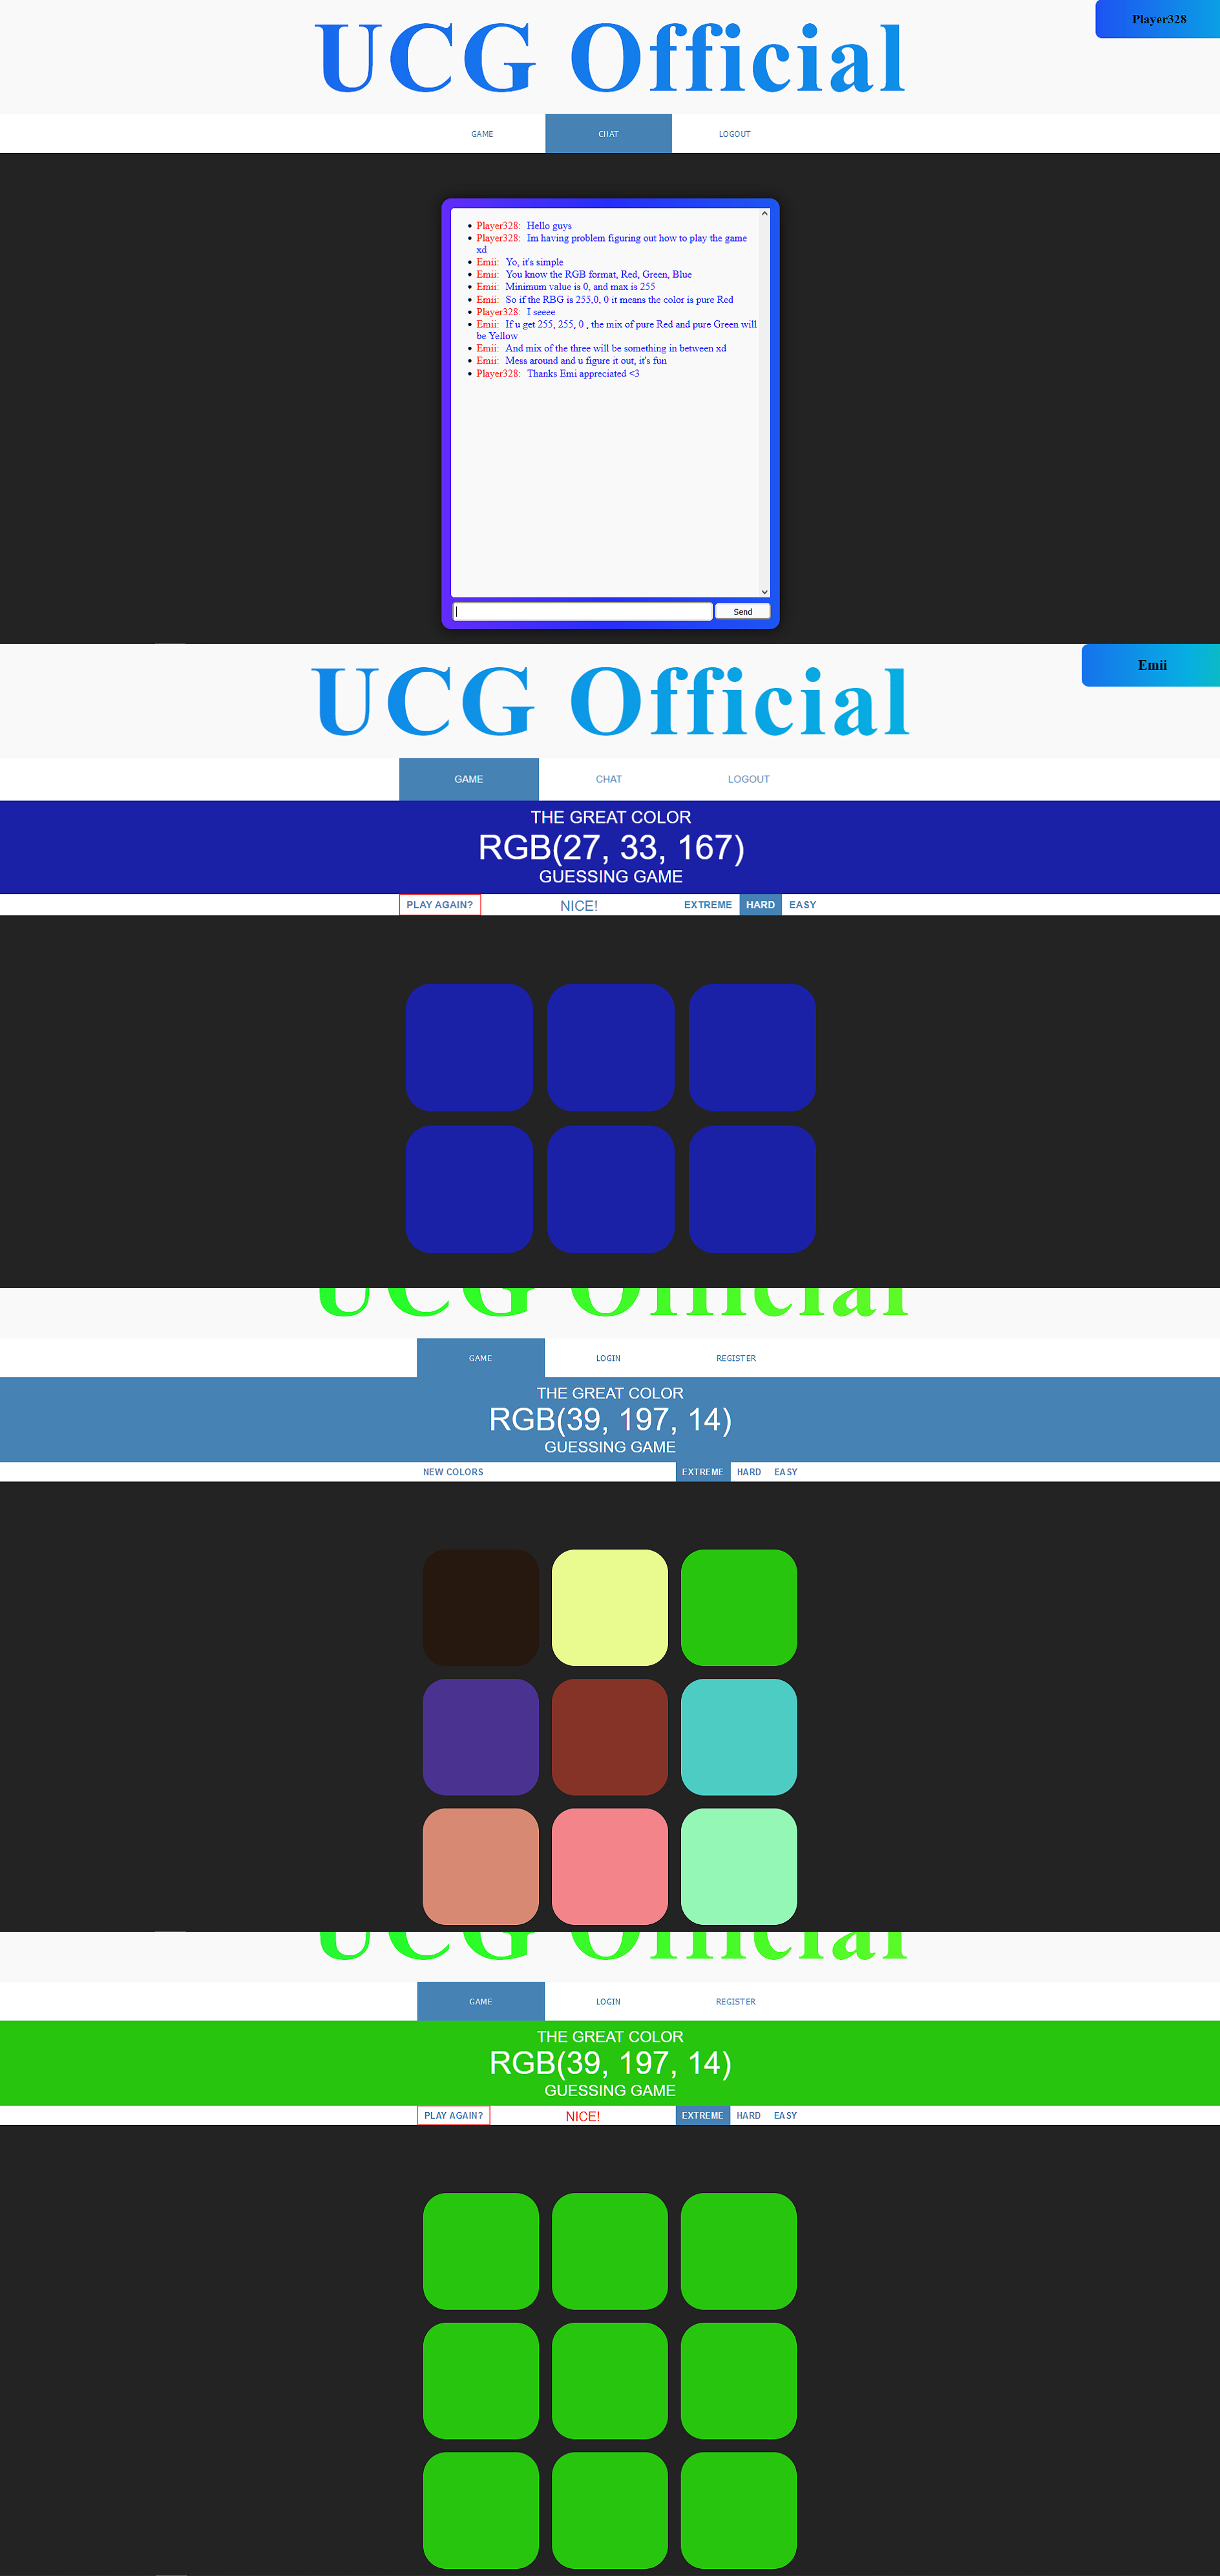 UCG Official
Player328
GAME CHAT LOGOUT
Player328: Hello guys
Player328: Im having problem figuring out how to play the game
xd
Emii: Yo, it's simple
Emii: You know the RGB format, Red, Green, Blue
Emii: Minimum value is 0, and max is 255
Emii: So if the RBG is 255,0, 0 it means the color is pure Red
Player328: I seeee
Emii: If u get 255, 255, 0 , the mix of pure Red and pure Green will
be Yellow
Emii: And mix of the three will be something in between xd
Emii: Mess around and u figure it out, it's fun
Player328: Thanks Emi appreciated <3
Send
UCG Official
Emii
GAME CHAT LOGOUT
THE GREAT COLOR
RGB(27, 33, 167)
GUESSING GAME
PLAY AGAIN? NICE! EXTREME HARD EASY
UCG Official
GAME LOGIN REGISTER
THE GREAT COLOR
RGB(39, 197, 14)
GUESSING GAME
NEW COLORS EXTREME HARD EASY
UCG Official
GAME LOGIN REGISTER
THE GREAT COLOR
RGB(39, 197, 14)
GUESSING GAME
PLAY AGAIN? NICE! EXTREME HARD EASY